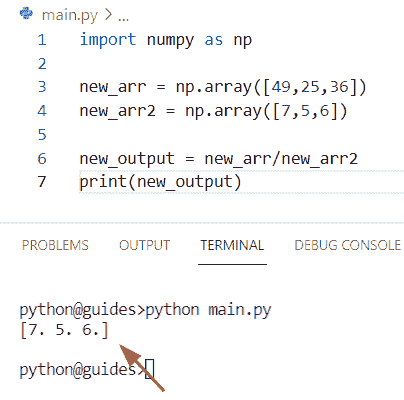 main.py > ...
1 import numpy as np
2
3 new_arr = np.array([49,25,36])
4 new_arr2 = np.array([7,5,6])
5
6 new_output = new_arr/new_arr2
7 print(new_output)
PROBLEMS OUTPUT TERMINAL DEBUG CONSOLE
python@guides>python main.py
[7. 5. 6.]
python@guides>